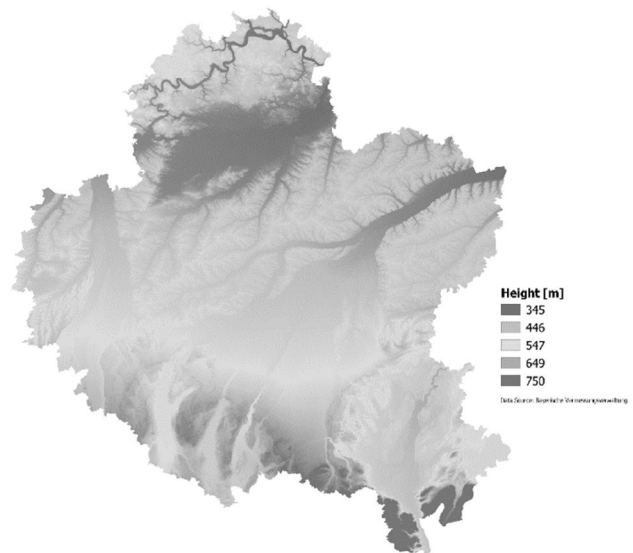 Height [m]
345
446
547
649
750
Data Source: Bayerische Vermessungsverwaltung